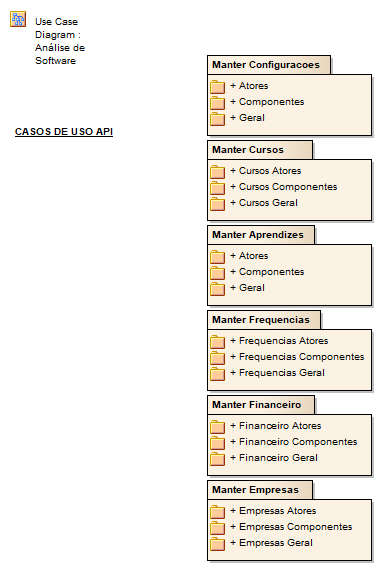 Use Case
Diagram :
Análise de
Software
CASOS DE USO API
Manter Configuracoes
+ Atores
+ Componentes
+ Geral
Manter Cursos
+ Cursos Atores
+ Cursos Componentes
+ Cursos Geral
Manter Aprendizes
+ Atores
+ Componentes
+ Geral
Manter Frequencias
+ Frequencias Atores
+ Frequencias Componentes
+ Frequencias Geral
Manter Financeiro
+ Financeiro Atores
+ Financeiro Componentes
+ Financeiro Geral
Manter Empresas
+ Empresas Atores
+ Empresas Componentes
+ Empresas Geral